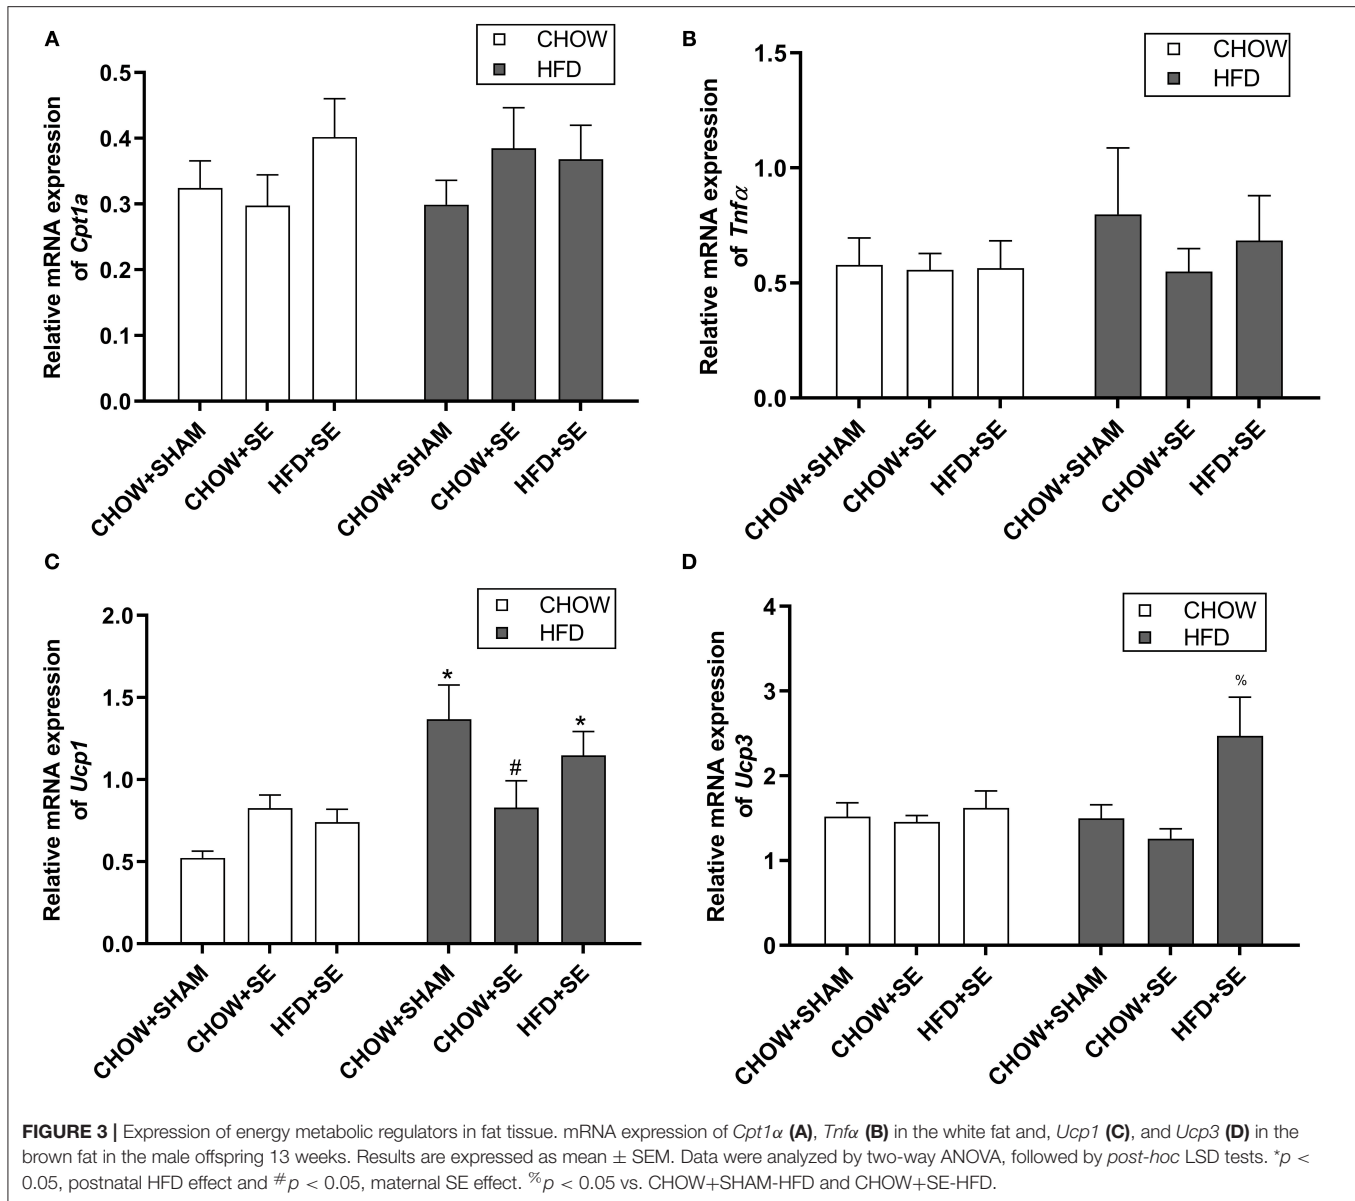 A
CHOW
HFD
Relative mRNA expression
of Cpt1a
0.5
0.4
0.3
0.2
0.1
0.0
CHOW+SHAM
CHOW+SE
HFD+SE
CHOW+SHAM
CHOW+SE
HFD+SE
B
CHOW
HFD
Relative mRNA expression
of Tnfα
1.5
1.0
0.5
0.0
CHOW+SHAM
CHOW+SE
HFD+SE
CHOW+SHAM
CHOW+SE
HFD+SE
C
CHOW
HFD
Relative mRNA expression
of Ucp1
2.0
1.5
1.0
0.5
0.0
*
#
*
CHOW+SHAM
CHOW+SE
HFD+SE
CHOW+SHAM
CHOW+SE
HFD+SE
D
CHOW
HFD
Relative mRNA expression
of Ucp3
4
3
2
1
0
%
CHOW+SHAM
CHOW+SE
HFD+SE
CHOW+SHAM
CHOW+SE
HFD+SE
FIGURE 3 | Expression of energy metabolic regulators in fat tissue. mRNA expression of Cpt1α (A), Tnfα (B) in the white fat and, Ucp1 (C), and Ucp3 (D) in the
brown fat in the male offspring 13 weeks. Results are expressed as mean ± SEM. Data were analyzed by two-way ANOVA, followed by post-hoc LSD tests. *p <
0.05, postnatal HFD effect and #p < 0.05, maternal SE effect. %p < 0.05 vs. CHOW+SHAM-HFD and CHOW+SE-HFD.